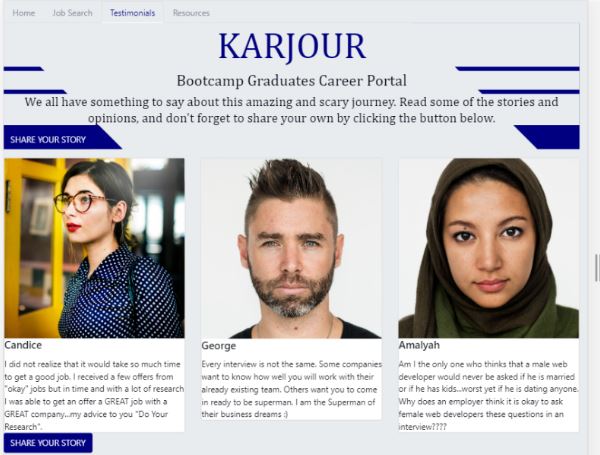 Home Job Search Testimonials Resources
KARJOUR
Bootcamp Graduates Career Portal
We all have something to say about this amazing and scary journey. Read some of the stories and
opinions, and don't forget to share your own by clicking the button below.
SHARE YOUR STORY
Candice
I did not realize that it would take so much time
to get a good job. I received a few offers from
"okay" jobs but in time and with a lot of research
I was able to get an offer a GREAT job with a
GREAT company...my advice to you "Do Your
Research".
George
Every interview is not the same. Some companies
want to know how well you will work with their
already existing team. Others want you to come
in ready to be superman. I am the Superman of
their business dreams :)
Amalyah
Am I the only one who thinks that a male web
developer would never be asked if he is married
or if he has kids...worst yet if he is dating anyone.
Why does an employer think it is okay to ask
female web developers these questions in an
interview????
SHARE YOUR STORY